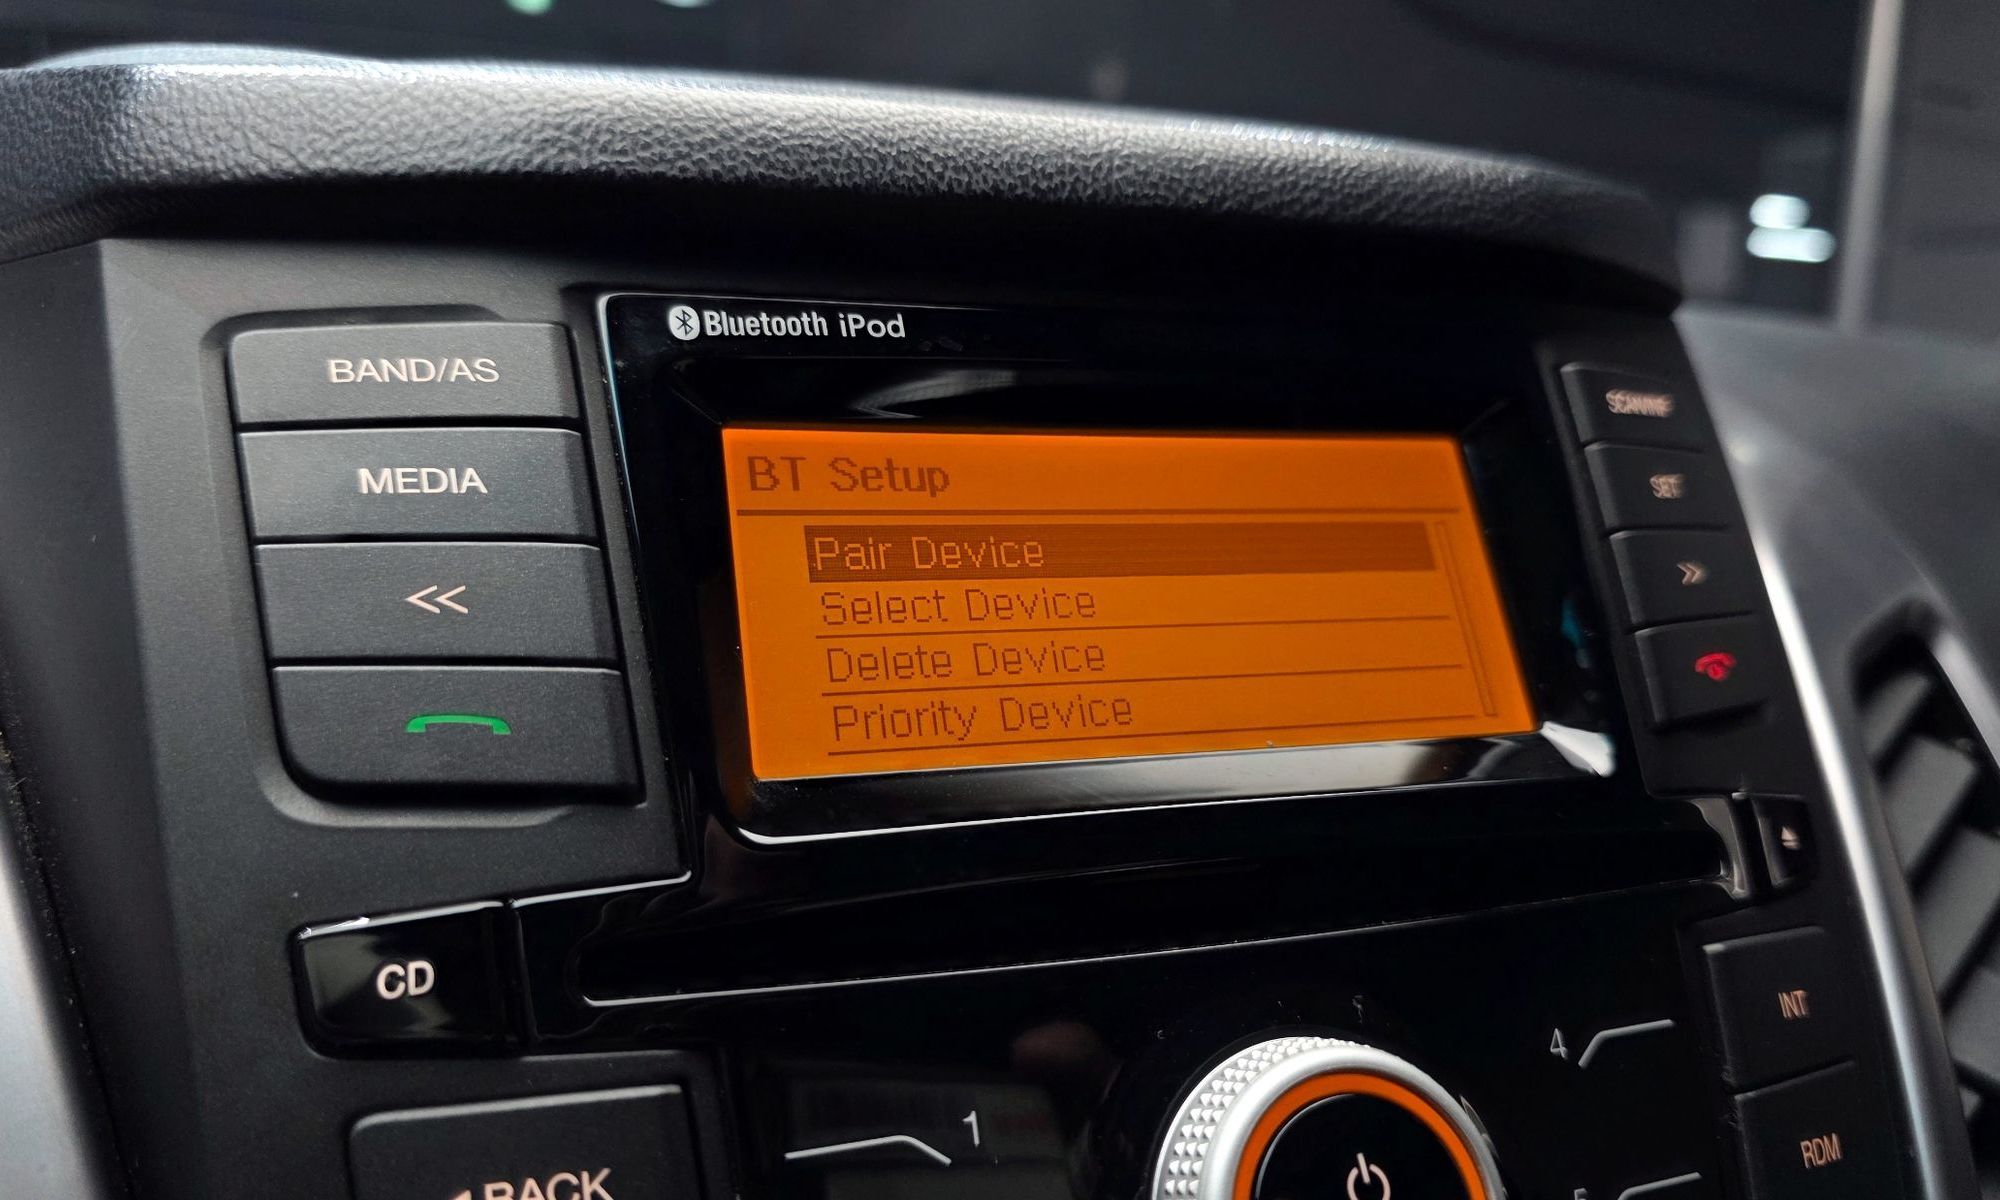 Bluetooth iPod
BAND/AS
MEDIA
BT Setup
Pair Device
Select Device
Delete Device
Priority Device
SET
CD
INT
4
1
RDM
BACK